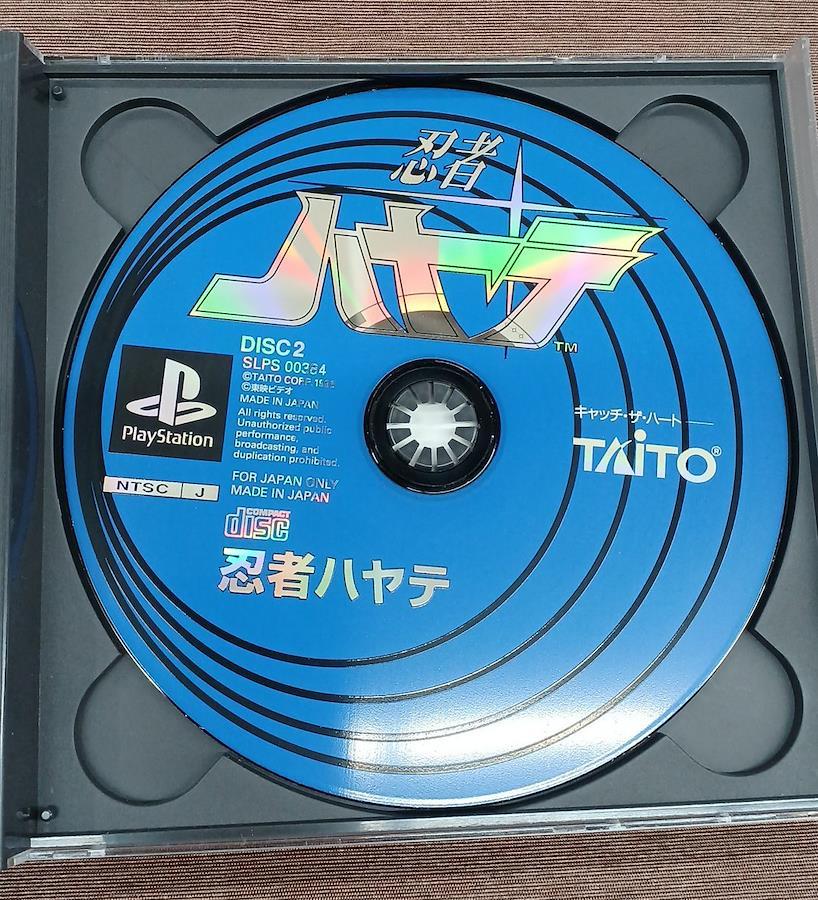 忍者
ハヤテ
TM
DISC 2
SLPS 00384
©TAITO CORP.
©東映ビデオ
MADE IN JAPAN
All rights reserved.
Unauthorized public
performance,
broadcasting, and
duplication prohibited.
FOR JAPAN ONLY
MADE IN JAPAN
PlayStation
NTSC J
COMPACT
disc
忍者ハヤテ
キャッチ・ザ・ハート
TAITO®